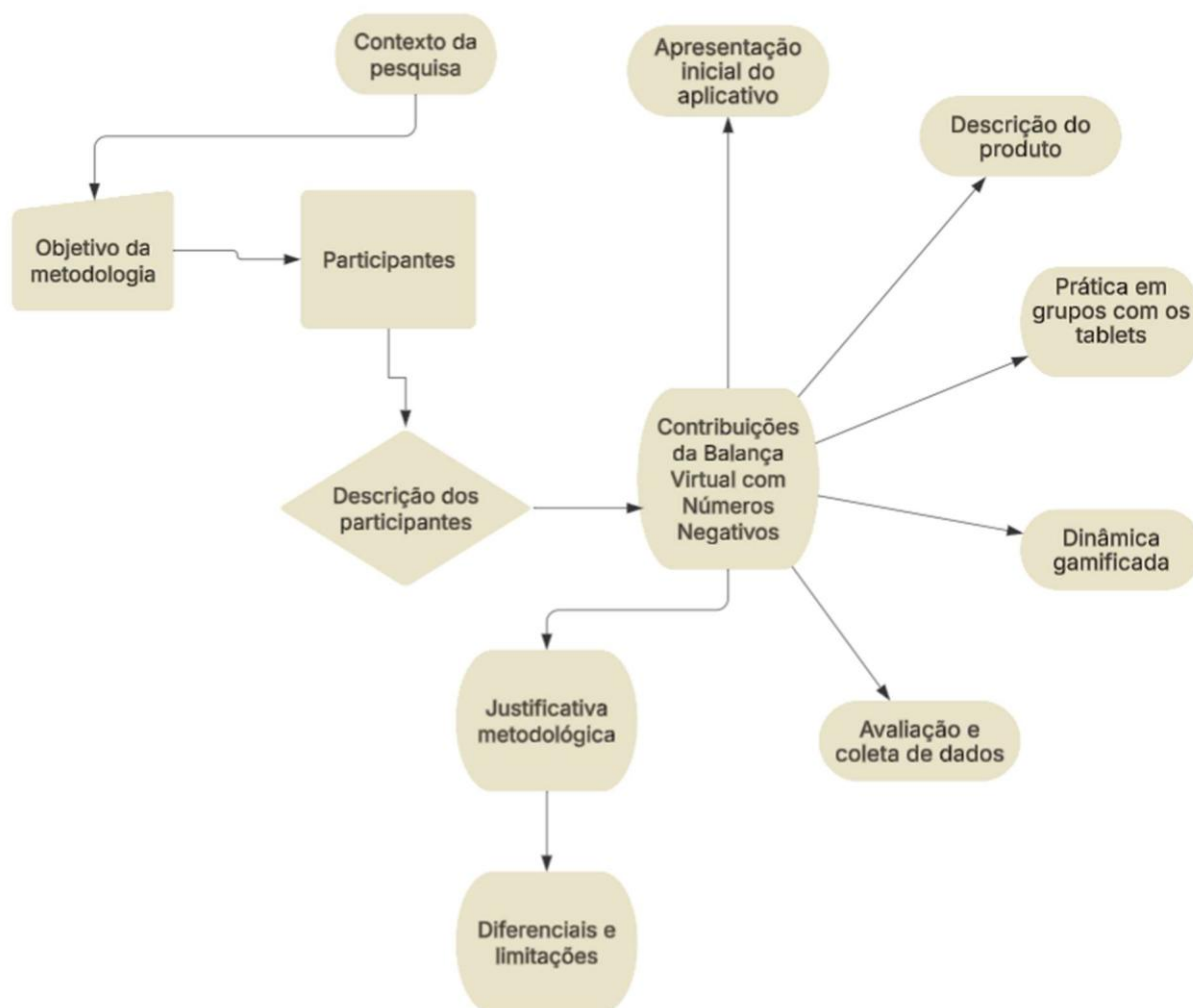 Contexto da
pesquisa
Apresentação
inicial do
aplicativo
Descrição do
produto
Objetivo da
metodologia
Participantes
Prática em
grupos com os
tablets
Contribuições
da Balança
Virtual com
Números
Negativos
Descrição dos
participantes
Dinâmica
gamificada
Justificativa
metodológica
Avaliação e
coleta de dados
Diferenciais e
limitações